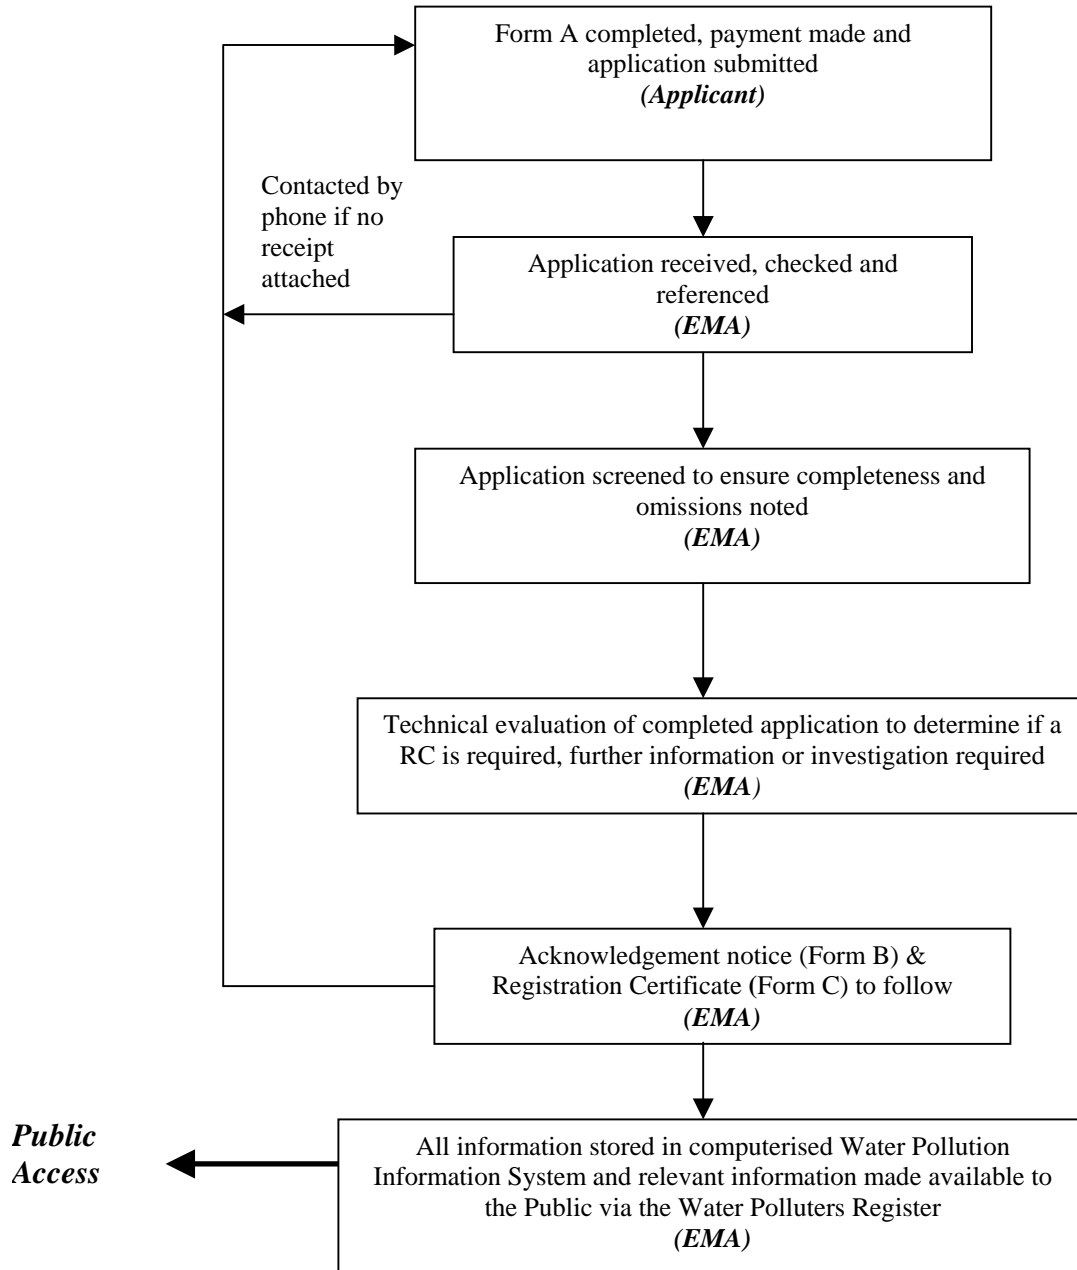 Form A completed, payment made and
application submitted
(Applicant)
Contacted by
phone if no
receipt
attached
Application received, checked and
referenced
(EMA)
Application screened to ensure completeness and
omissions noted
(EMA)
Technical evaluation of completed application to determine if a
RC is required, further information or investigation required
(EMA)
Acknowledgement notice (Form B) &
Registration Certificate (Form C) to follow
(EMA)
Public
Access
All information stored in computerised Water Pollution
Information System and relevant information made available to
the Public via the Water Polluters Register
(EMA)